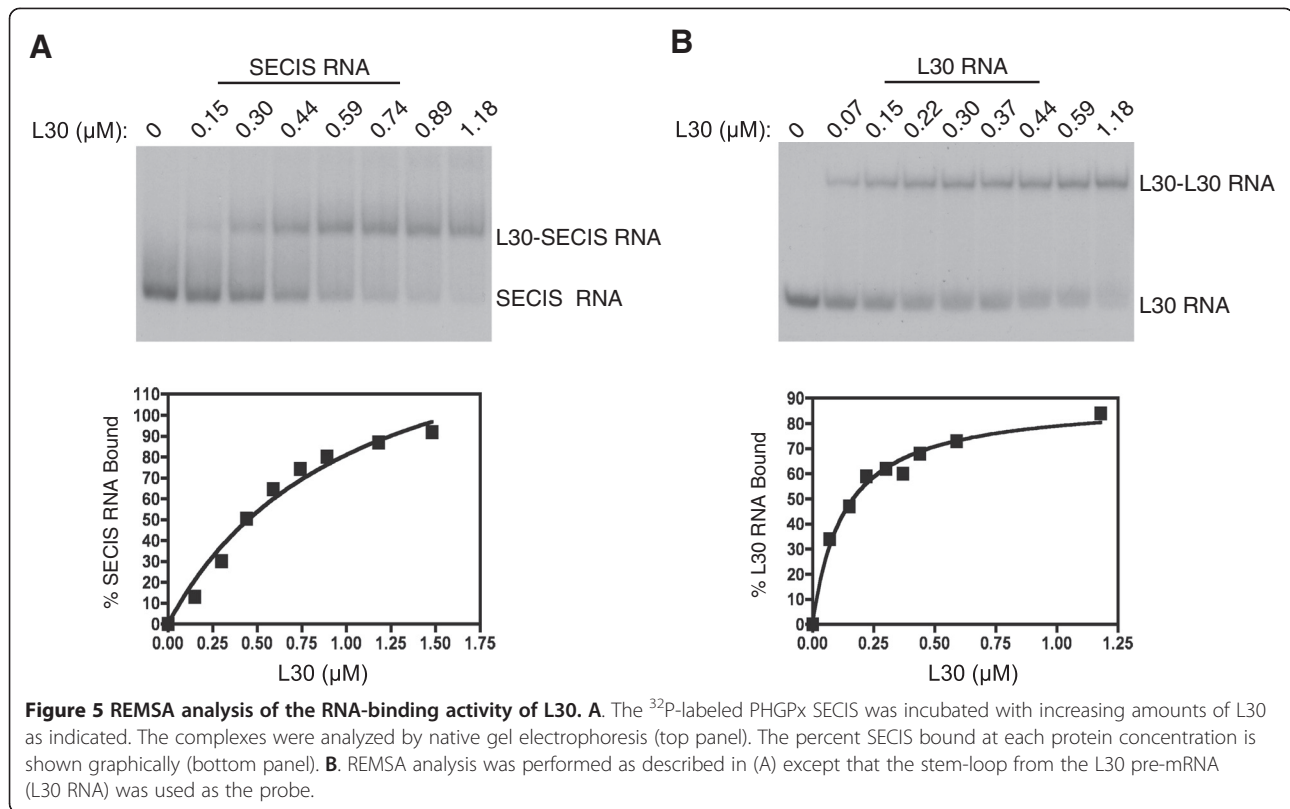 A
SECIS RNA
L30 (µM): 0 0.15 0.30 0.44 0.59 0.74 0.89 1.18
L30-SECIS RNA
SECIS RNA
110
100
90
80
70
60
50
40
30
20
10
0
% SECIS RNA Bound
0.00 0.25 0.50 0.75 1.00 1.25 1.50 1.75
L30 (µM)
B
L30 RNA
L30 (µM): 0 0.07 0.15 0.22 0.30 0.37 0.44 0.59 1.18
L30-L30 RNA
L30 RNA
90
80
70
60
50
40
30
20
10
0
% L30 RNA Bound
0.00 0.25 0.50 0.75 1.00 1.25
L30 (µM)
Figure 5 REMSA analysis of the RNA-binding activity of L30. A. The ³²P-labeled PHGPx SECIS was incubated with increasing amounts of L30
as indicated. The complexes were analyzed by native gel electrophoresis (top panel). The percent SECIS bound at each protein concentration is
shown graphically (bottom panel). B. REMSA analysis was performed as described in (A) except that the stem-loop from the L30 pre-mRNA
(L30 RNA) was used as the probe.